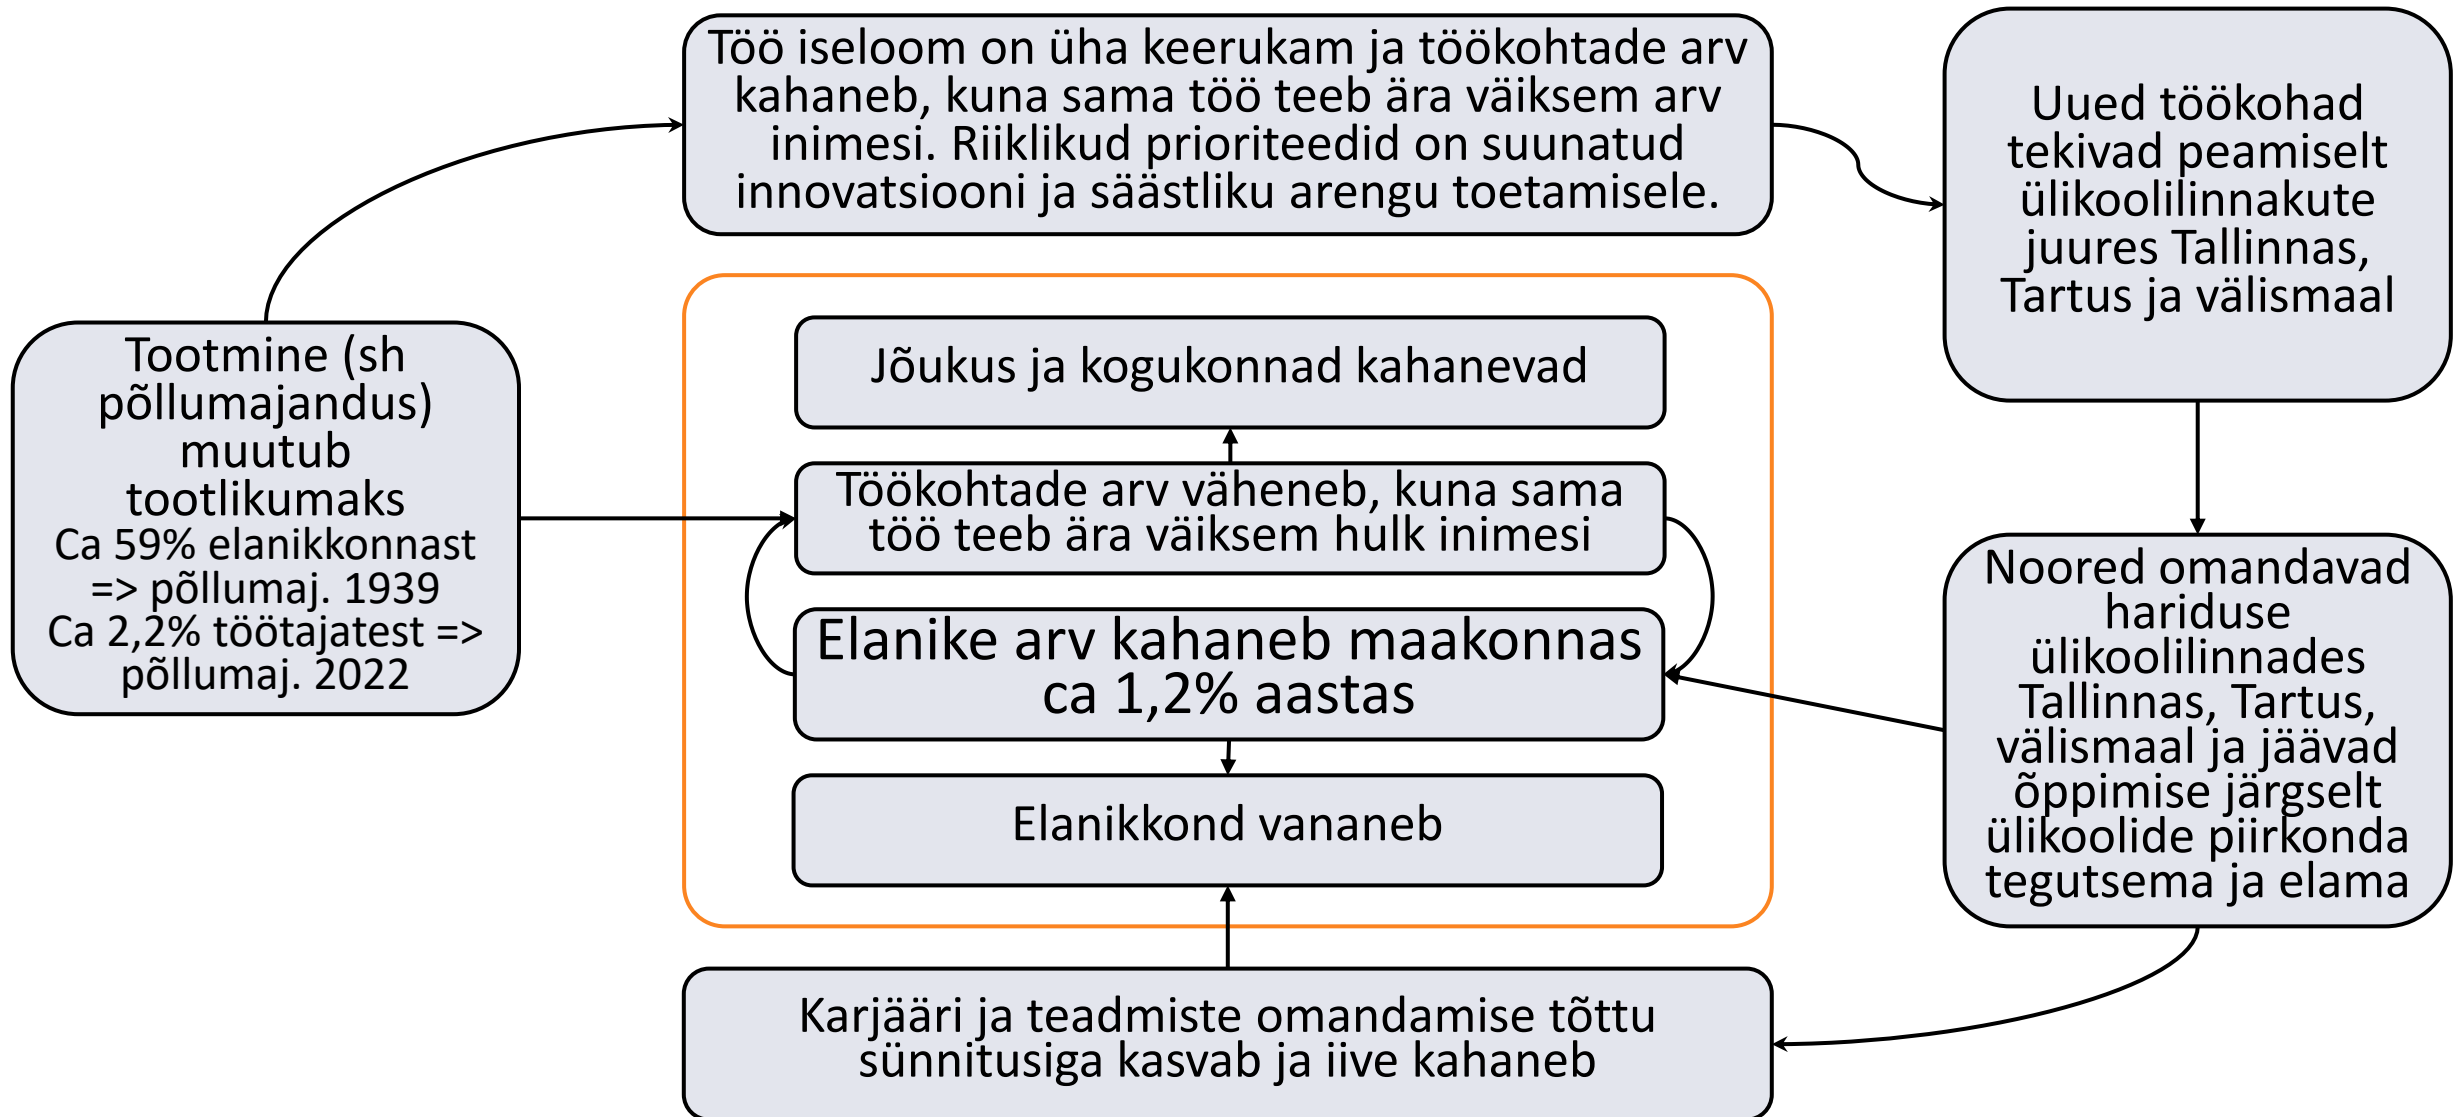 Töö iseloom on üha keerukam ja töökohtade arv
kahaneb, kuna sama töö teeb ära väiksem arv
inimesi. Riiklikud prioriteedid on suunatud
innovatsiooni ja säästliku arengu toetamisele.
Uued töökohad
tekivad peamiselt
ülikoolilinnakute
juures Tallinnas,
Tartus ja välismaal
Tootmine (sh
põllumajandus)
muutub
tootlikumaks
Ca 59% elanikkonnast
=> põllumaj. 1939
Ca 2,2% töötajatest =>
põllumaj. 2022
Jõukus ja kogukonnad kahanevad
Töökohtade arv väheneb, kuna sama
töö teeb ära väiksem hulk inimesi
Elanike arv kahaneb maakonnas
ca 1,2% aastas
Elanikkond vananeb
Noored omandavad
hariduse
ülikoolilinnades
Tallinnas, Tartus,
välismaal ja jäävad
õppimise järgselt
ülikoolide piirkonda
tegutsema ja elama
Karjääri ja teadmiste omandamise tõttu
sünnitusiga kasvab ja iive kahaneb